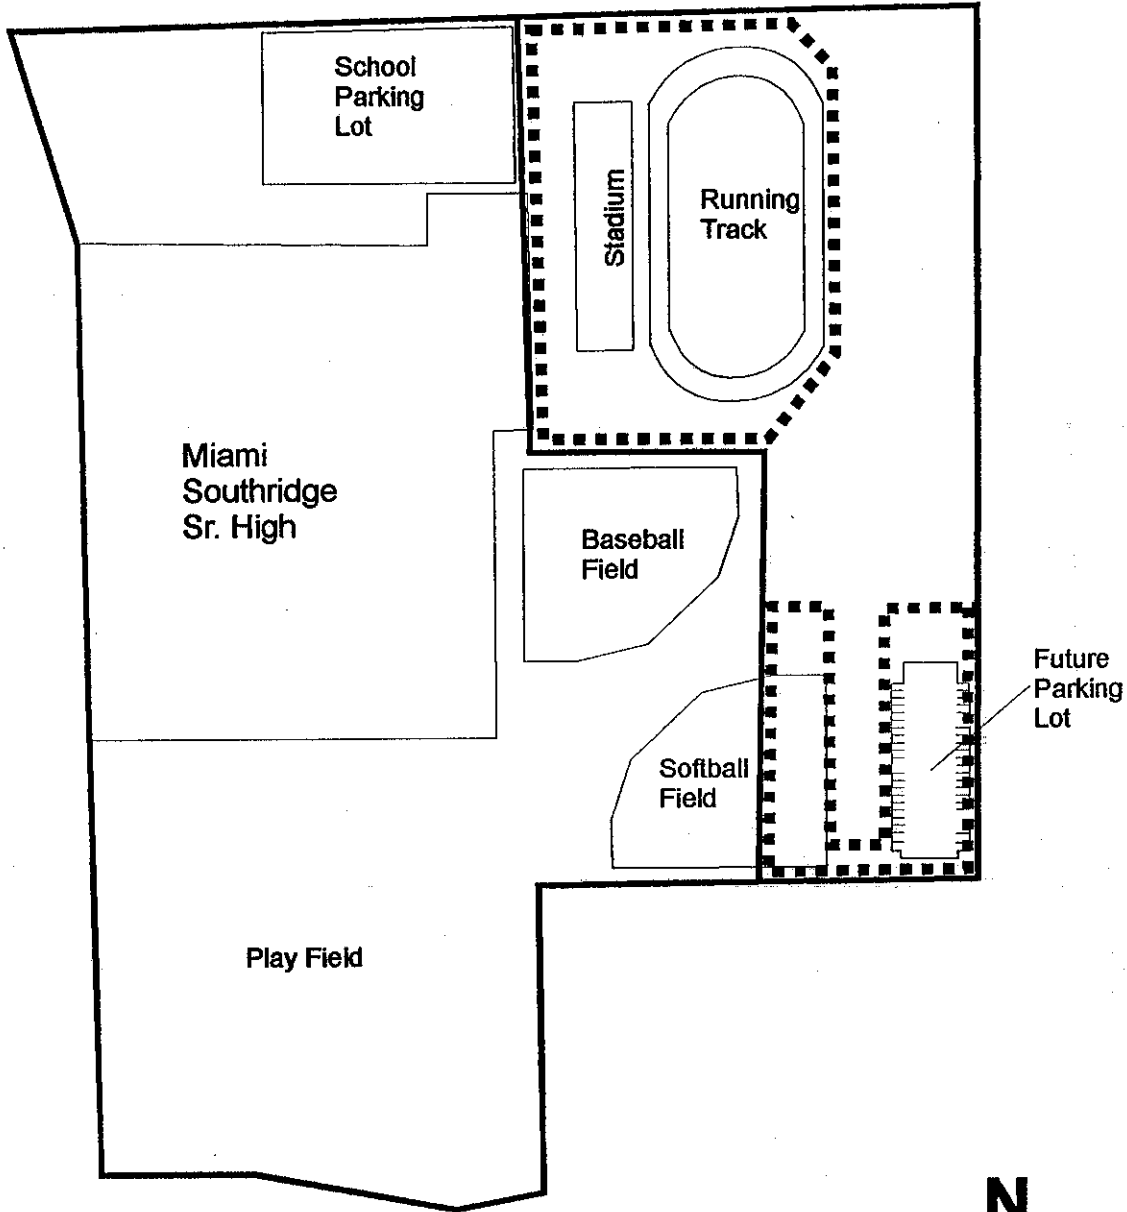 School
Parking
Lot
Stadium
Running
Track
Miami
Southridge
Sr. High
Baseball
Field
Future
Parking
Lot
Softball
Field
Play Field
N